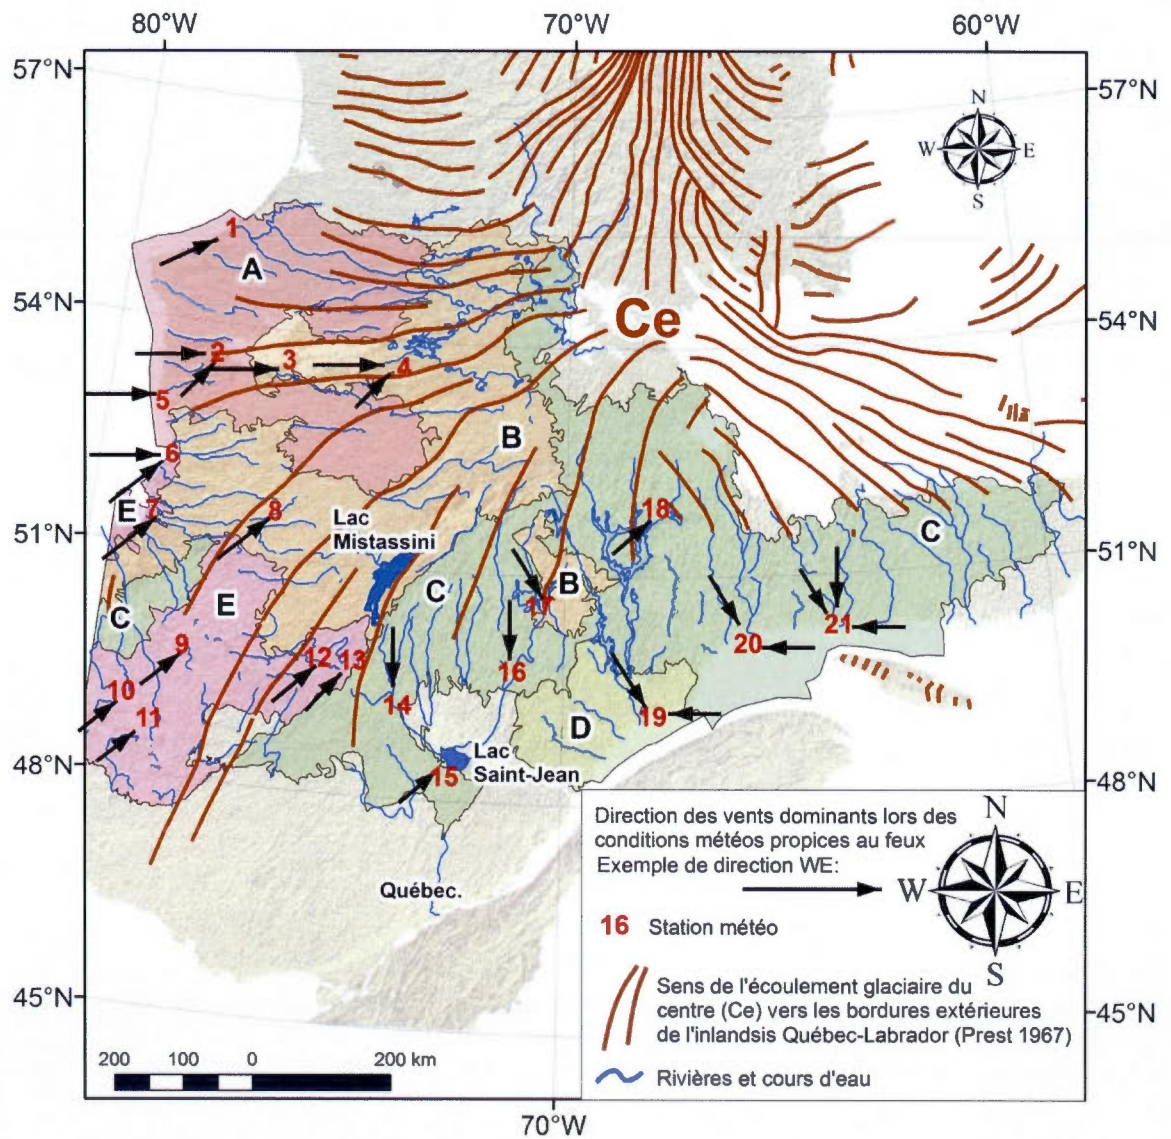 80°W 70°W 60°W
57°N 57°N
N
W E
S
1
A
54°N Ce 54°N
2 3 4
5
B
6
E 7 8 18
Lac
Mistassini
C
51°N 51°N
C B
E 17
C
9 12 13 16 20 21
10
11 14 19
D
48°N Lac
Saint-Jean 48°N
15
Québec.
Direction des vents dominants lors des
conditions météos propices au feux
Exemple de direction WE:
N
W E
S
16 Station météo
Sens de l'écoulement glaciaire du
centre (Ce) vers les bordures extérieures
de l'inlandsis Québec-Labrador (Prest 1967)
Rivières et cours d'eau
45°N 45°N
200 100 0 200 km
70°W